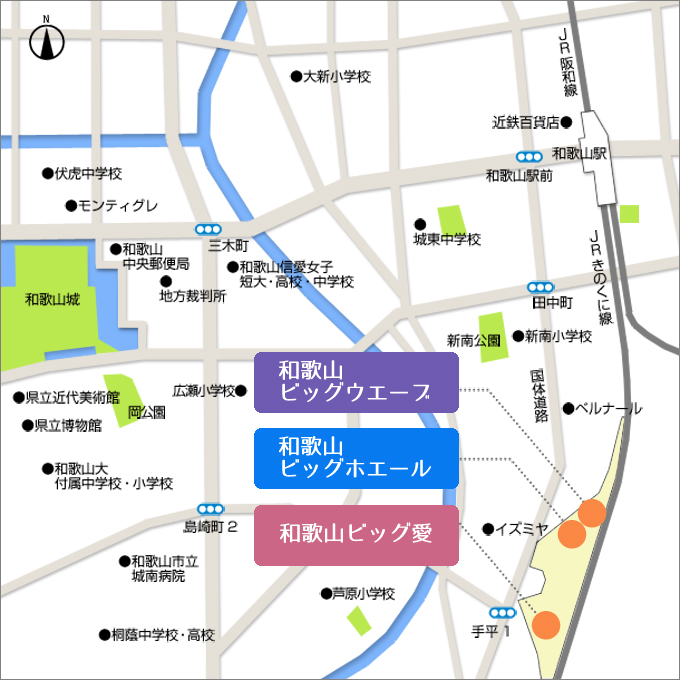 N
大新小学校
JR阪和線
近鉄百貨店
和歌山駅
和歌山駅前
伏虎中学校
モンティグレ
三木町
城東中学校
和歌山
中央郵便局
和歌山信愛女子
短大・高校・中学校
地方裁判所
JRきのくに線
和歌山城
田中町
新南公園
新南小学校
和歌山
ビッグウエーブ
国体道路
広瀬小学校
県立近代美術館
岡公園
ベルナール
県立博物館
和歌山
ビッグホエール
和歌山大
付属中学校・小学校
島崎町2
和歌山ビッグ愛
イズミヤ
和歌山市立
城南病院
芦原小学校
桐蔭中学校・高校
手平1